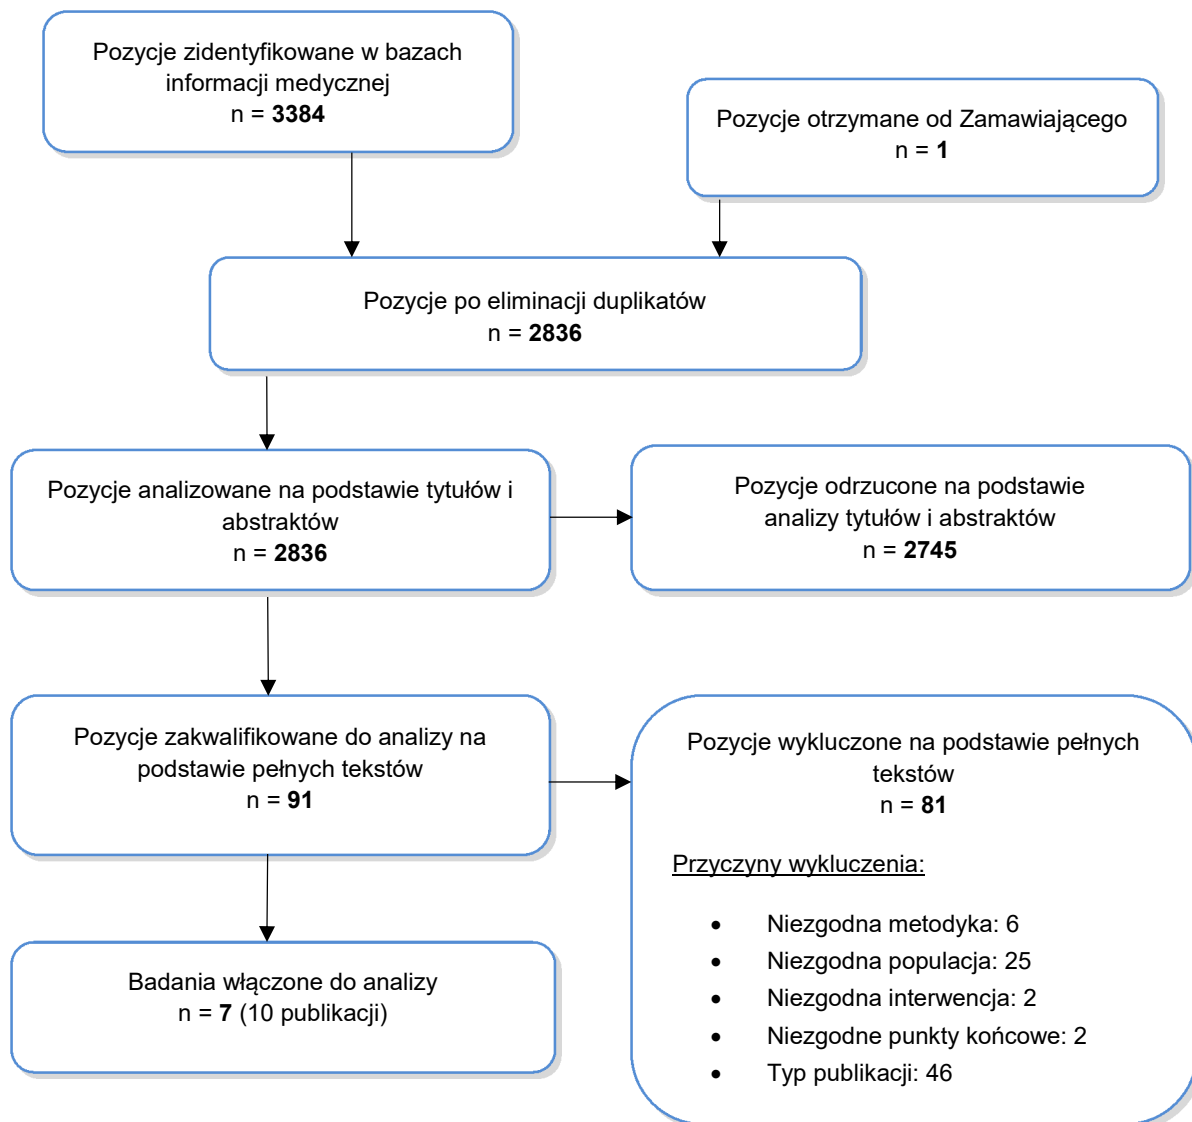 Pozycje zidentyfikowane w bazach
informacji medycznej
n = 3384
Pozycje otrzymane od Zamawiającego
n = 1
Pozycje po eliminacji duplikatów
n = 2836
Pozycje analizowane na podstawie tytułów i
abstraktów
n = 2836
Pozycje odrzucone na podstawie
analizy tytułów i abstraktów
n = 2745
Pozycje zakwalifikowane do analizy na
podstawie pełnych tekstów
n = 91
Pozycje wykluczone na podstawie pełnych
tekstów
n = 81
Przyczyny wykluczenia:
• Niezgodna metodyka: 6
• Niezgodna populacja: 25
• Niezgodna interwencja: 2
• Niezgodne punkty końcowe: 2
• Typ publikacji: 46
Badania włączone do analizy
n = 7 (10 publikacji)